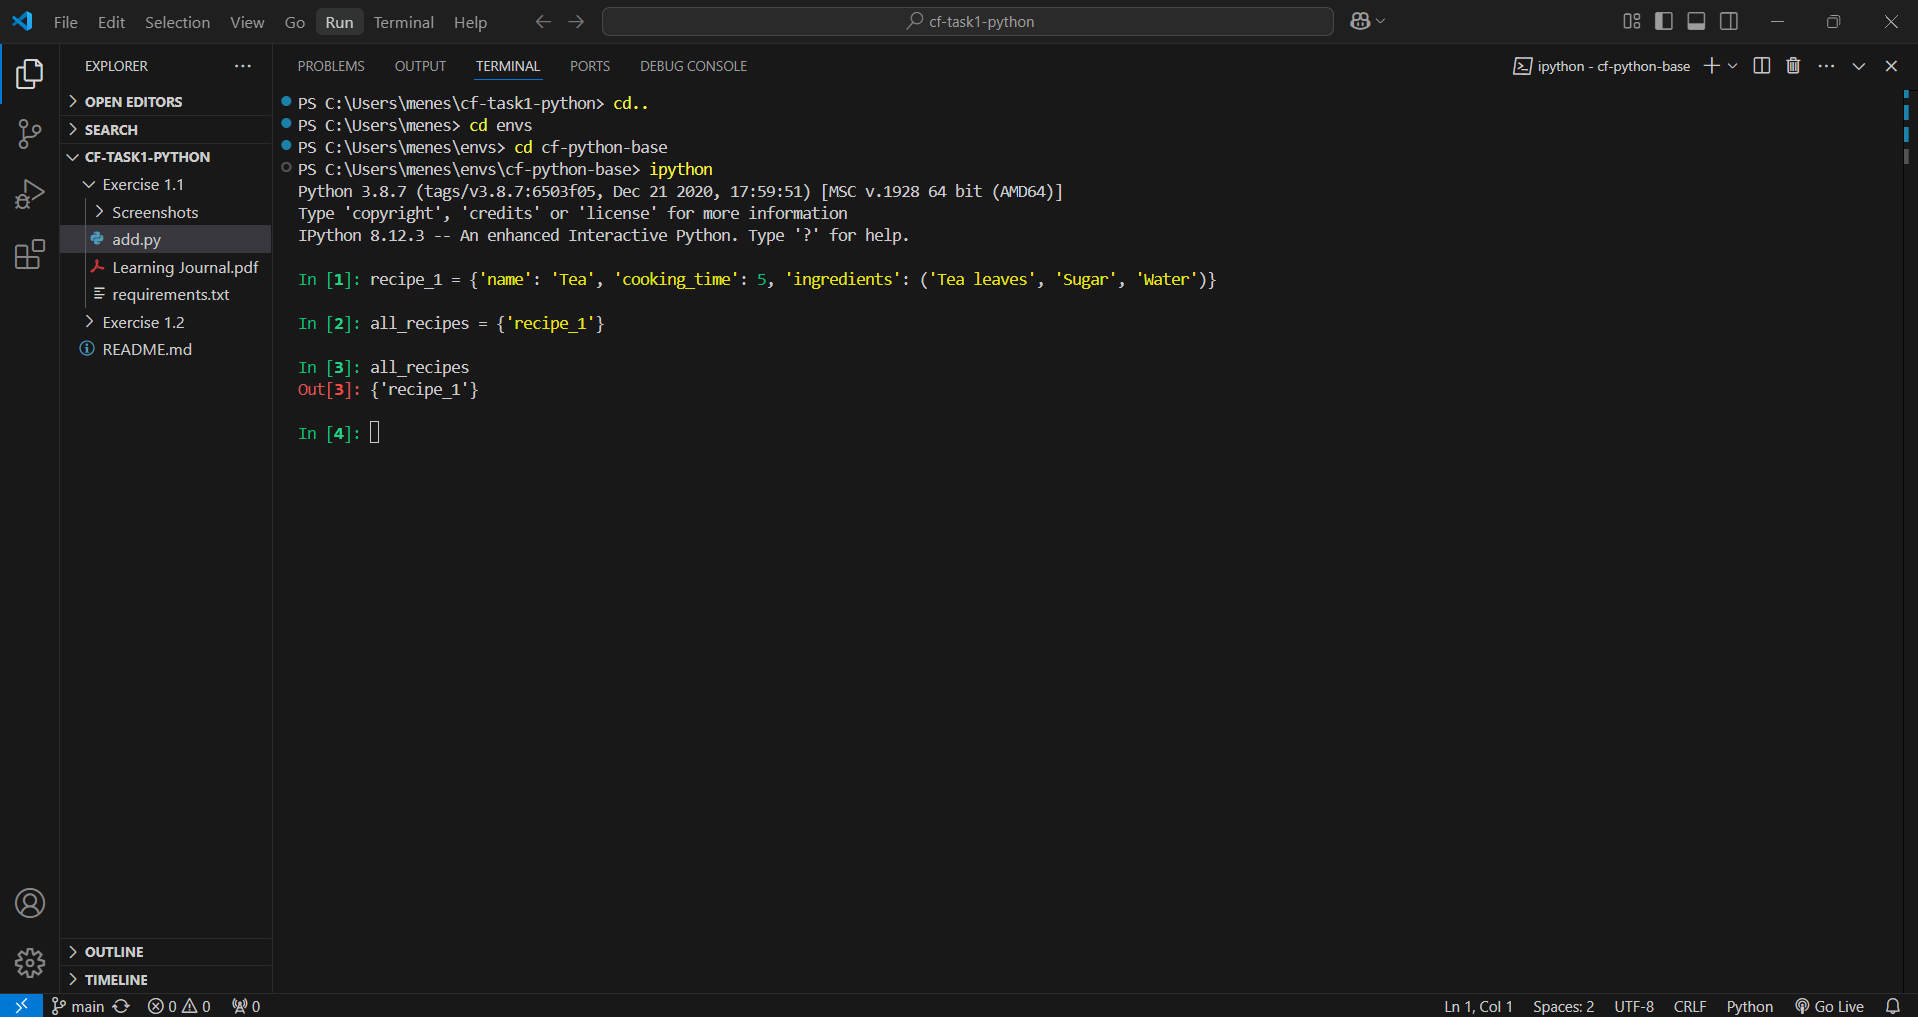 File Edit Selection View Go Run Terminal Help
cf-task1-python
EXPLORER
OPEN EDITORS
SEARCH
CF-TASK1-PYTHON
Exercise 1.1
Screenshots
add.py
Learning Journal.pdf
requirements.txt
Exercise 1.2
README.md
OUTLINE
TIMELINE
PROBLEMS OUTPUT TERMINAL PORTS DEBUG CONSOLE
ipython - cf-python-base
PS C:\Users\menes\cf-task1-python> cd..
PS C:\Users\menes> cd envs
PS C:\Users\menes\envs> cd cf-python-base
PS C:\Users\menes\envs\cf-python-base> ipython
Python 3.8.7 (tags/v3.8.7:6503f05, Dec 21 2020, 17:59:51) [MSC v.1928 64 bit (AMD64)]
Type 'copyright', 'credits' or 'license' for more information
IPython 8.12.3 -- An enhanced Interactive Python. Type '?' for help.
In [1]: recipe_1 = {'name': 'Tea', 'cooking_time': 5, 'ingredients': ('Tea leaves', 'Sugar', 'Water')}
In [2]: all_recipes = {'recipe_1'}
In [3]: all_recipes
Out[3]: {'recipe_1'}
In [4]:
main 0 0 0
Ln 1, Col 1 Spaces: 2 UTF-8 CRLF Python Go Live